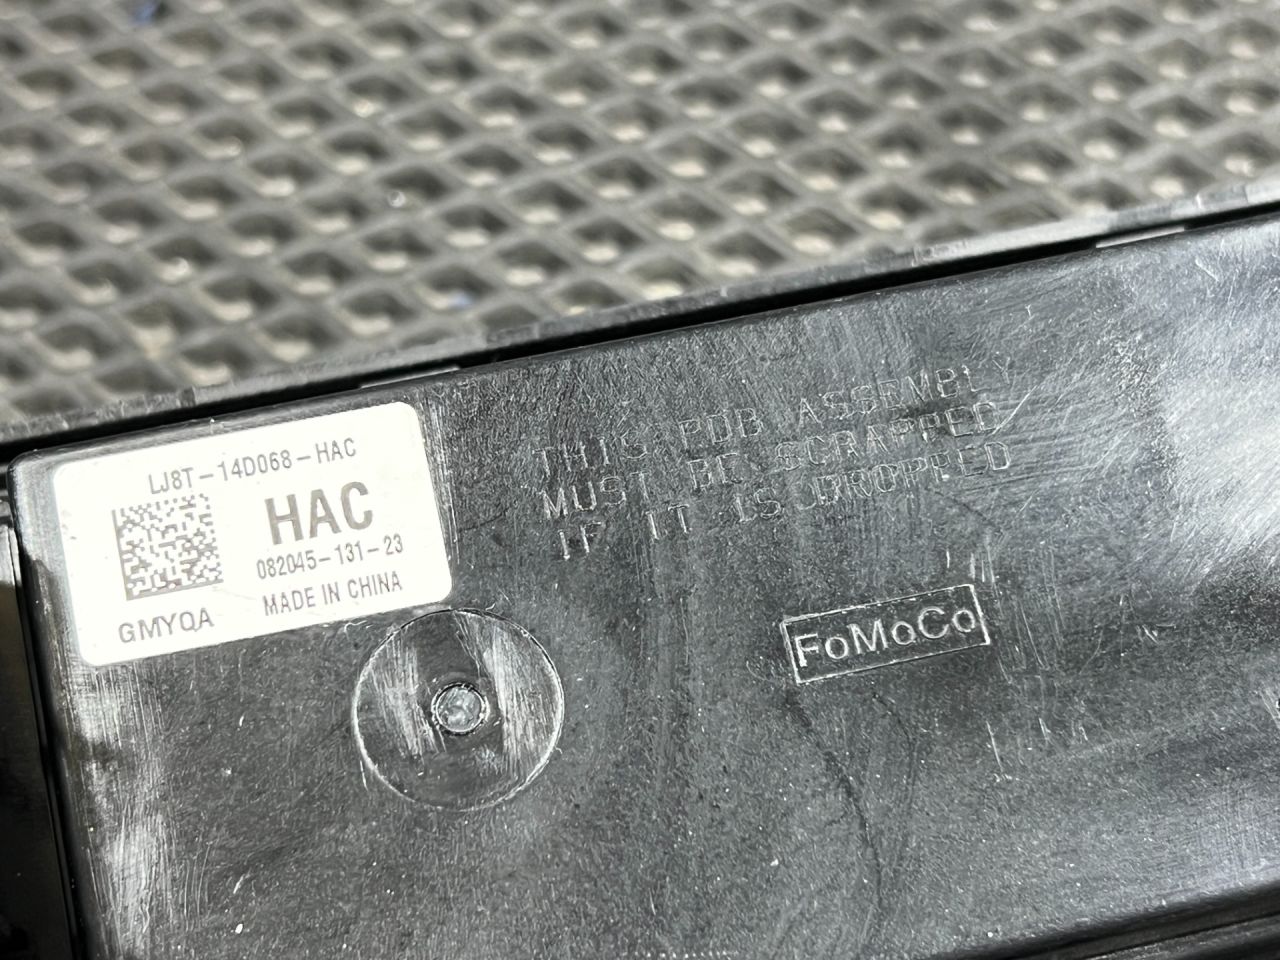 LJ8T-14D068-HAC
HAC
082045-131-23
MADE IN CHINA
GMYQA
THIS PDB ASSEMBLY
MUST BE SCRAPPED
IF IT IS DROPPED
FoMoCo